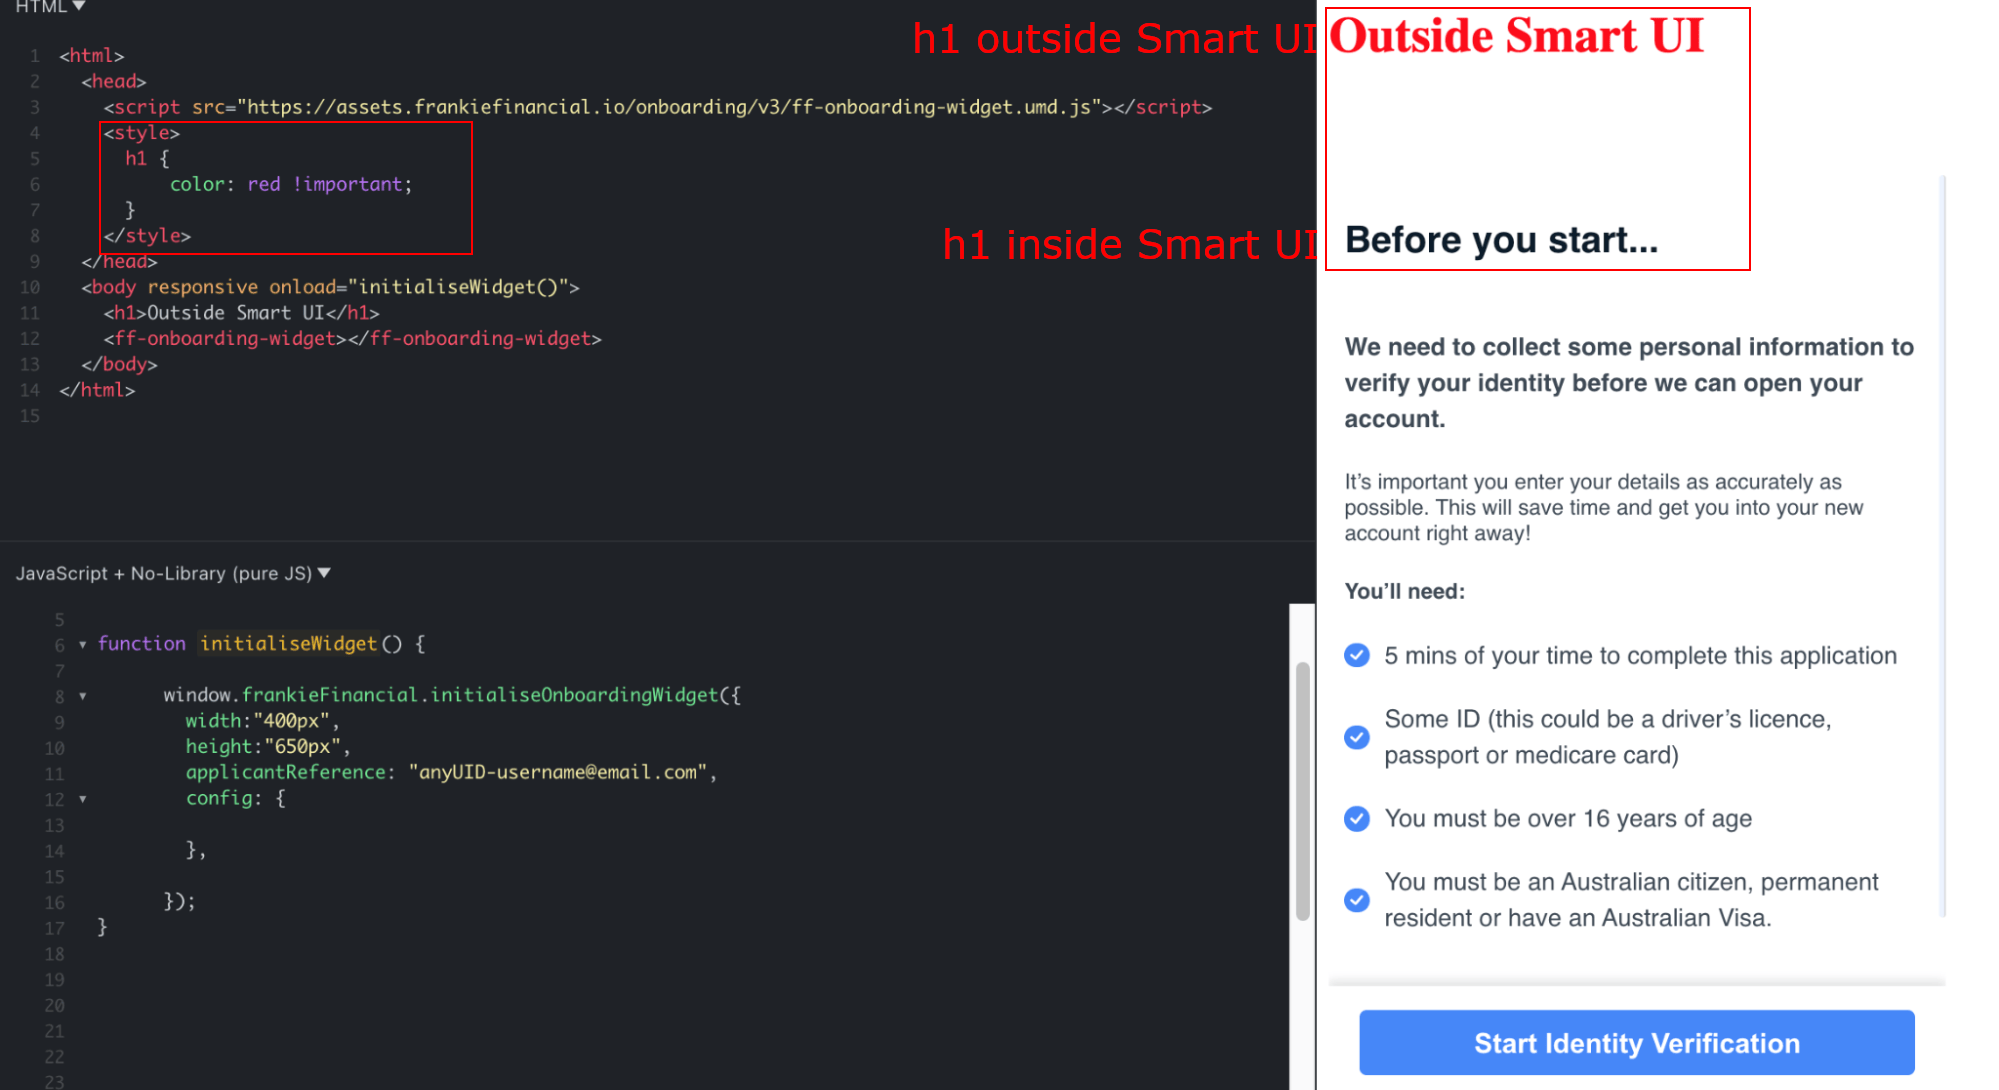 HTML ▼
1 <html>
2 <head>
3 <script src="https://assets.frankiefinancial.io/onboarding/v3/ff-onboarding-widget.umd.js"></script>
4 <style>
5 h1 {
6 color: red !important;
7 }
8 </style>
9 </head>
10 <body responsive onload="initialiseWidget()">
11 <h1>Outside Smart UI</h1>
12 <ff-onboarding-widget></ff-onboarding-widget>
13 </body>
14 </html>
15
JavaScript + No-Library (pure JS) ▼
5
6 ▾ function initialiseWidget() {
7
8 ▾ window.frankieFinancial.initialiseOnboardingWidget({
9 width:"400px",
10 height:"650px",
11 applicantReference: "anyUID-username@email.com",
12 ▾ config: {
13
14 },
15
16 });
17 }
18
19
20
21
22
23
h1 outside Smart UI
Outside Smart UI
h1 inside Smart UI
Before you start...
We need to collect some personal information to
verify your identity before we can open your
account.
It’s important you enter your details as accurately as
possible. This will save time and get you into your new
account right away!
You’ll need:
5 mins of your time to complete this application
Some ID (this could be a driver’s licence,
passport or medicare card)
You must be over 16 years of age
You must be an Australian citizen, permanent
resident or have an Australian Visa.
Start Identity Verification